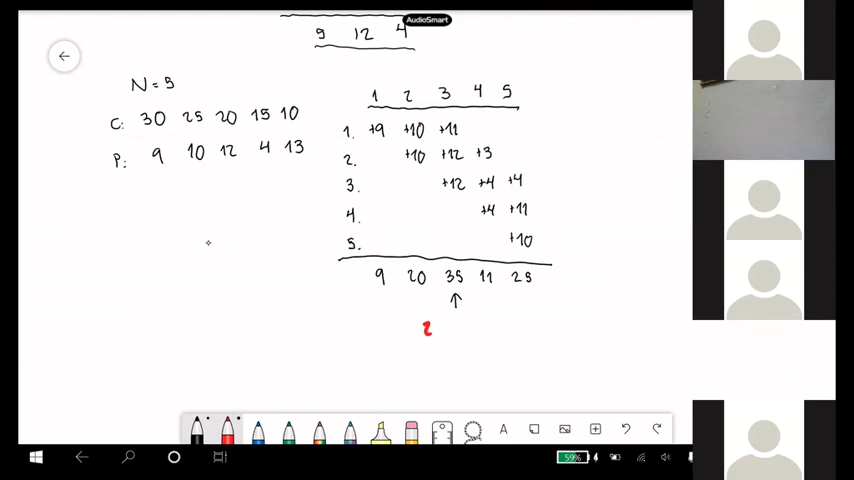 AudioSmart
9 12 4
N = 5
C: 30 25 20 15 10
P: 9 10 12 4 13
1 2 3 4 5
1. +9 +10 +11
2. +10 +12 +3
3. +12 +4 +4
4. +4 +11
5. +10
9 20 35 11 25
↑
2
A
59%